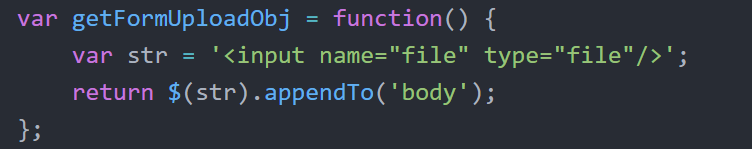 var getFormUploadObj = function() {
    var str = '<input name="file" type="file"/>';
    return $(str).appendTo('body');
};